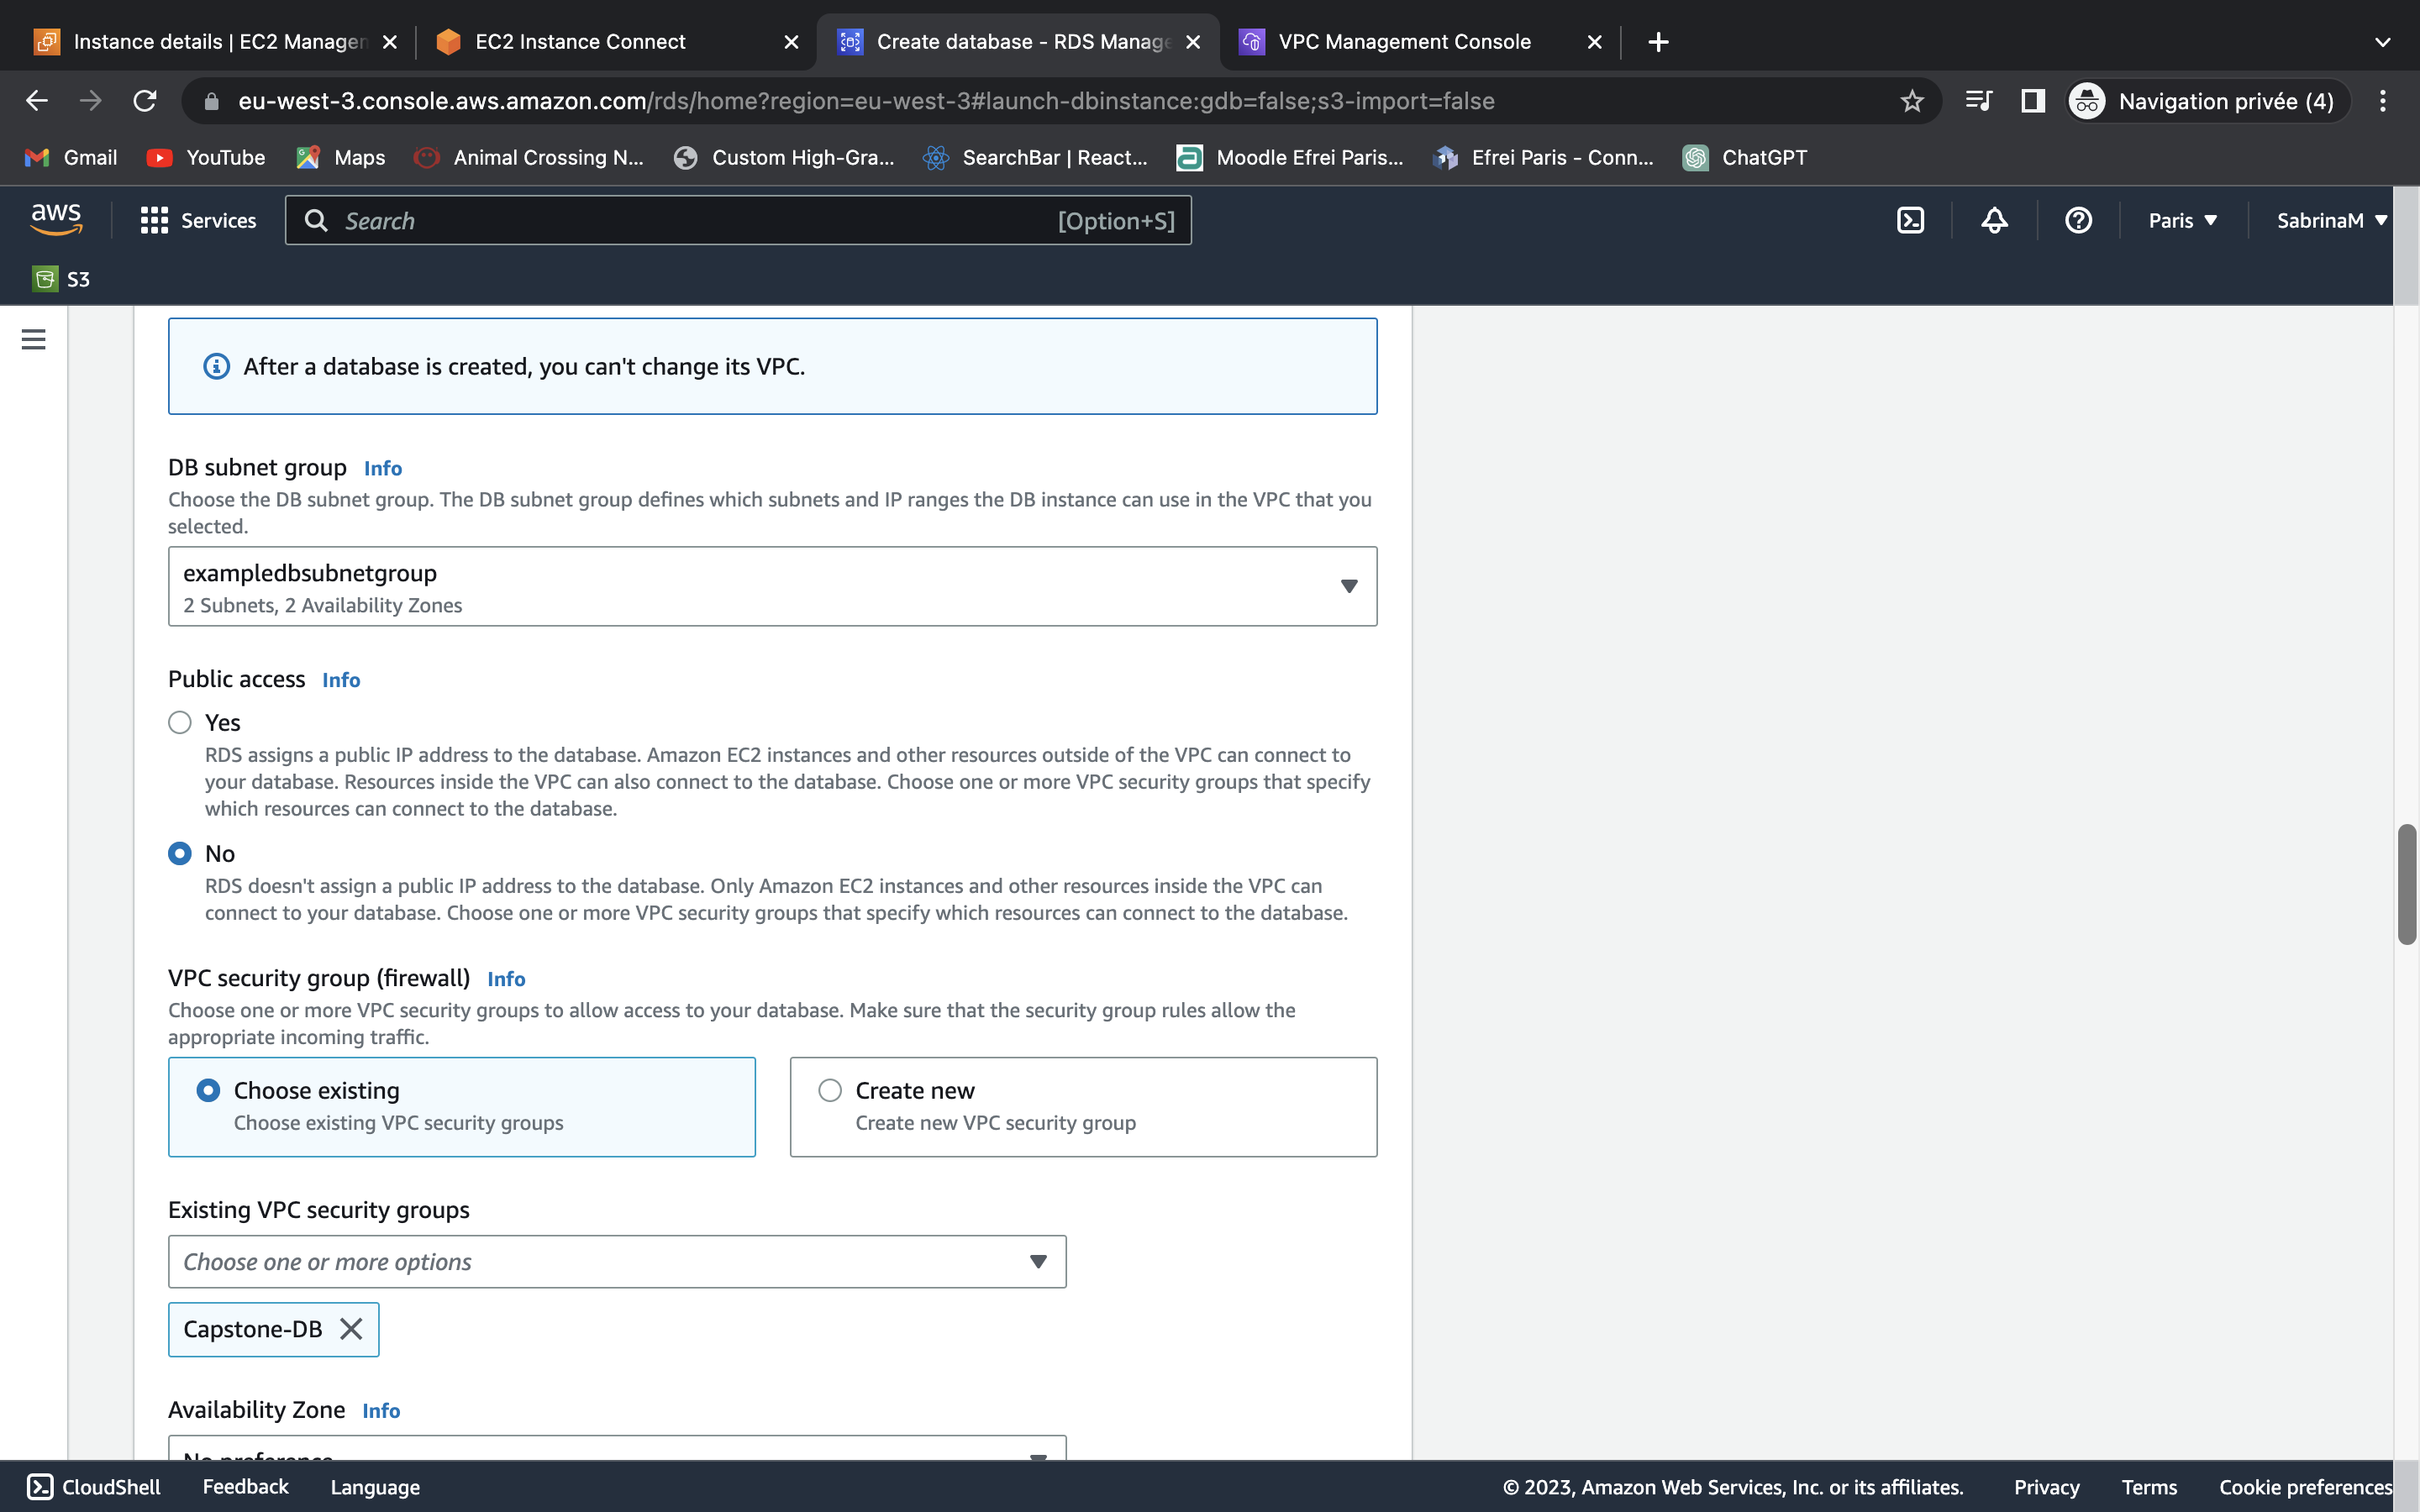 Instance details | EC2 Managen
EC2 Instance Connect
Create database - RDS Manage
VPC Management Console
eu-west-3.console.aws.amazon.com/rds/home?region=eu-west-3#launch-dbinstance:gdb=false;s3-import=false
Navigation privée (4)
Gmail
YouTube
Maps
Animal Crossing N...
Custom High-Gra...
SearchBar | React...
Moodle Efrei Paris...
Efrei Paris - Conn...
ChatGPT
aws
Services
Search
[Option+S]
Paris
SabrinaM
S3
After a database is created, you can't change its VPC.
DB subnet group Info
Choose the DB subnet group. The DB subnet group defines which subnets and IP ranges the DB instance can use in the VPC that you
selected.
exampledbsubnetgroup
2 Subnets, 2 Availability Zones
Public access Info
Yes
RDS assigns a public IP address to the database. Amazon EC2 instances and other resources outside of the VPC can connect to
your database. Resources inside the VPC can also connect to the database. Choose one or more VPC security groups that specify
which resources can connect to the database.
No
RDS doesn't assign a public IP address to the database. Only Amazon EC2 instances and other resources inside the VPC can
connect to your database. Choose one or more VPC security groups that specify which resources can connect to the database.
VPC security group (firewall) Info
Choose one or more VPC security groups to allow access to your database. Make sure that the security group rules allow the
appropriate incoming traffic.
Choose existing
Choose existing VPC security groups
Create new
Create new VPC security group
Existing VPC security groups
Choose one or more options
Capstone-DB
Availability Zone Info
No preference
CloudShell
Feedback
Language
© 2023, Amazon Web Services, Inc. or its affiliates.
Privacy
Terms
Cookie preferences